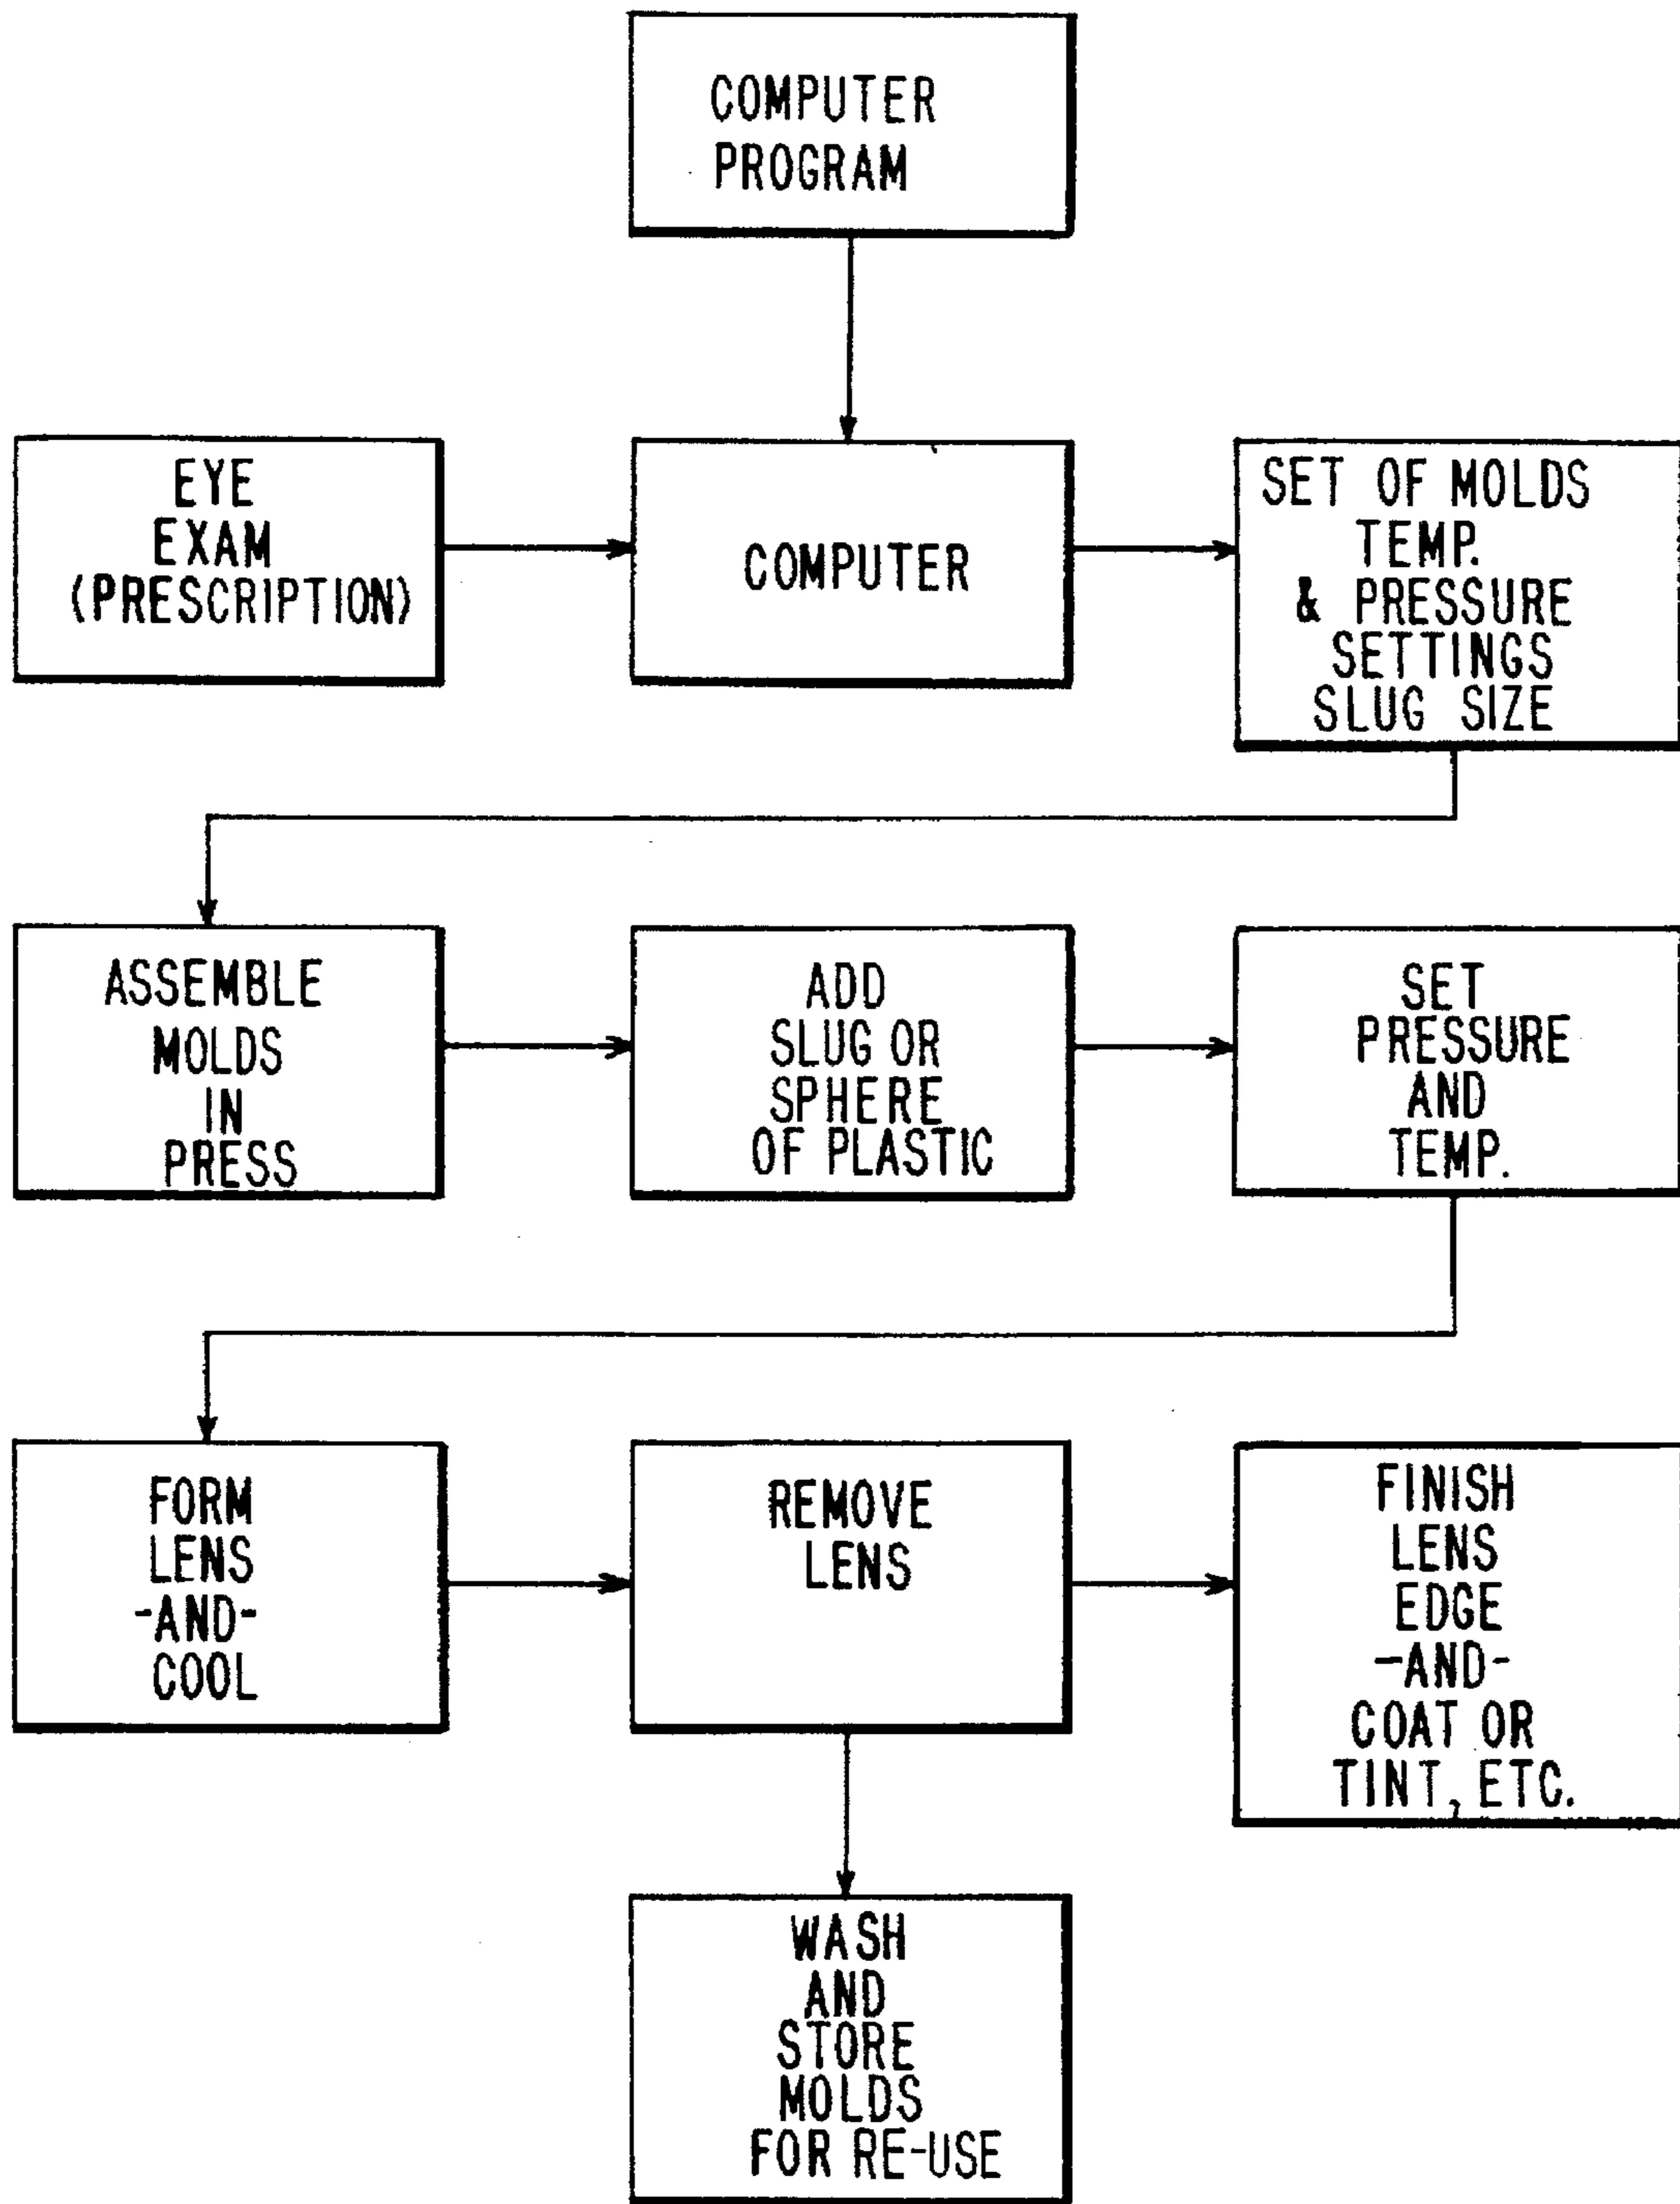 COMPUTER
PROGRAM
EYE
EXAM
(PRESCRIPTION)
COMPUTER
SET OF MOLDS
TEMP.
& PRESSURE
SETTINGS
SLUG SIZE
ASSEMBLE
MOLDS
IN
PRESS
ADD
SLUG OR
SPHERE
OF PLASTIC
SET
PRESSURE
AND
TEMP.
FORM
LENS
-AND-
COOL
REMOVE
LENS
FINISH
LENS
EDGE
-AND-
COAT OR
TINT, ETC.
WASH
AND
STORE
MOLDS
FOR RE-USE